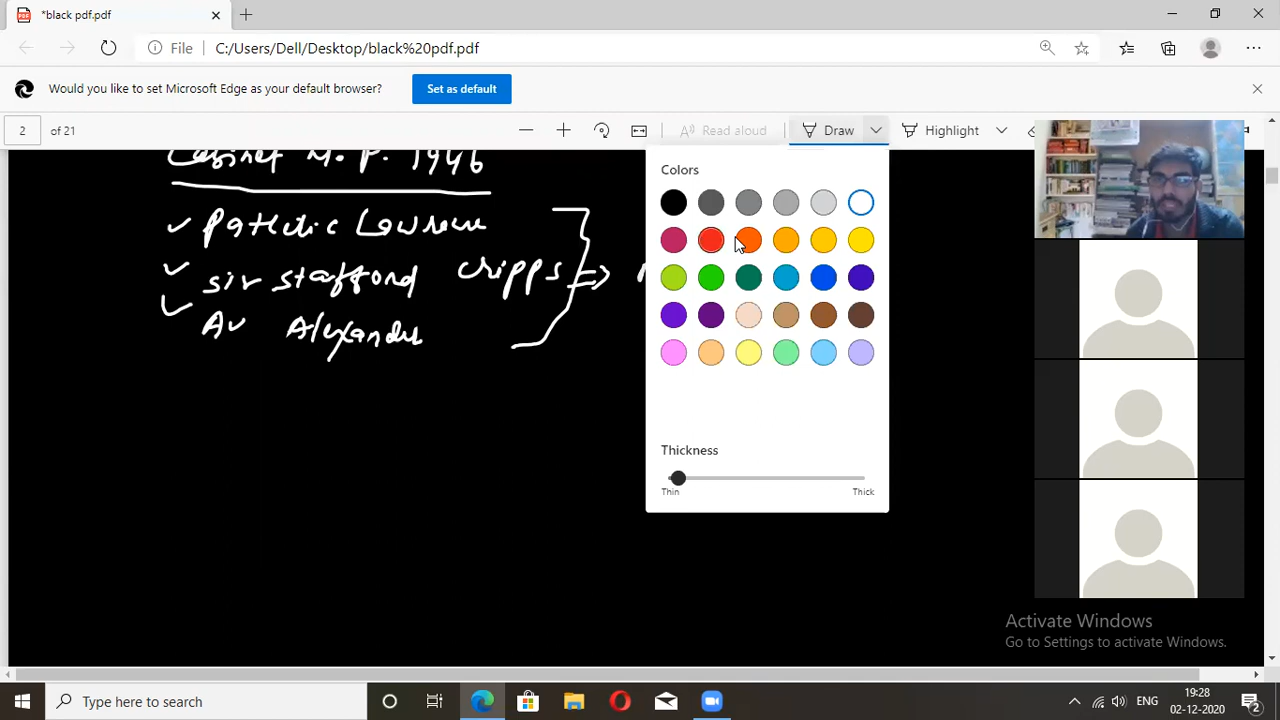 *black pdf.pdf
File
C:/Users/Dell/Desktop/black%20pdf.pdf
Would you like to set Microsoft Edge as your default browser?
Set as default
2 of 21
Read aloud
Draw
Highlight
Cabinet M.P. 1946
Pathetic Lawrence
Sir Stafford Cripps =>
AV Alexander
Colors
Thickness
Thin
Thick
Activate Windows
Go to Settings to activate Windows.
Type here to search
ENG
19:28
02-12-2020
2